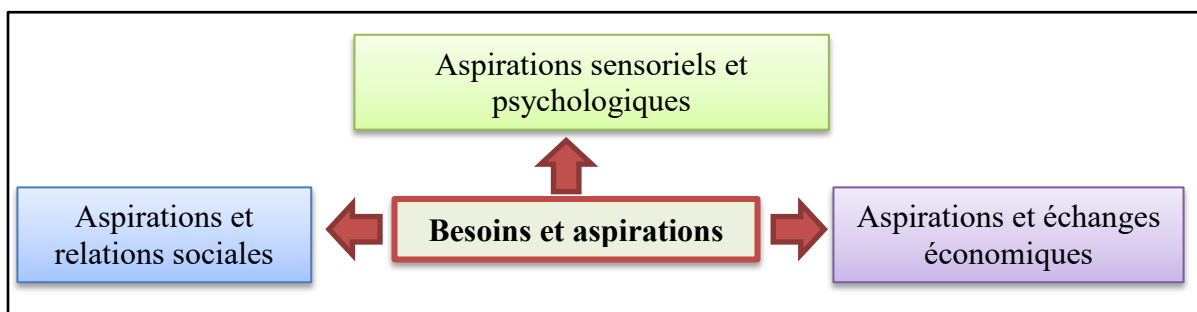 Aspirations sensoriels et
psychologiques
Aspirations et
relations sociales
Besoins et aspirations
Aspirations et échanges
économiques